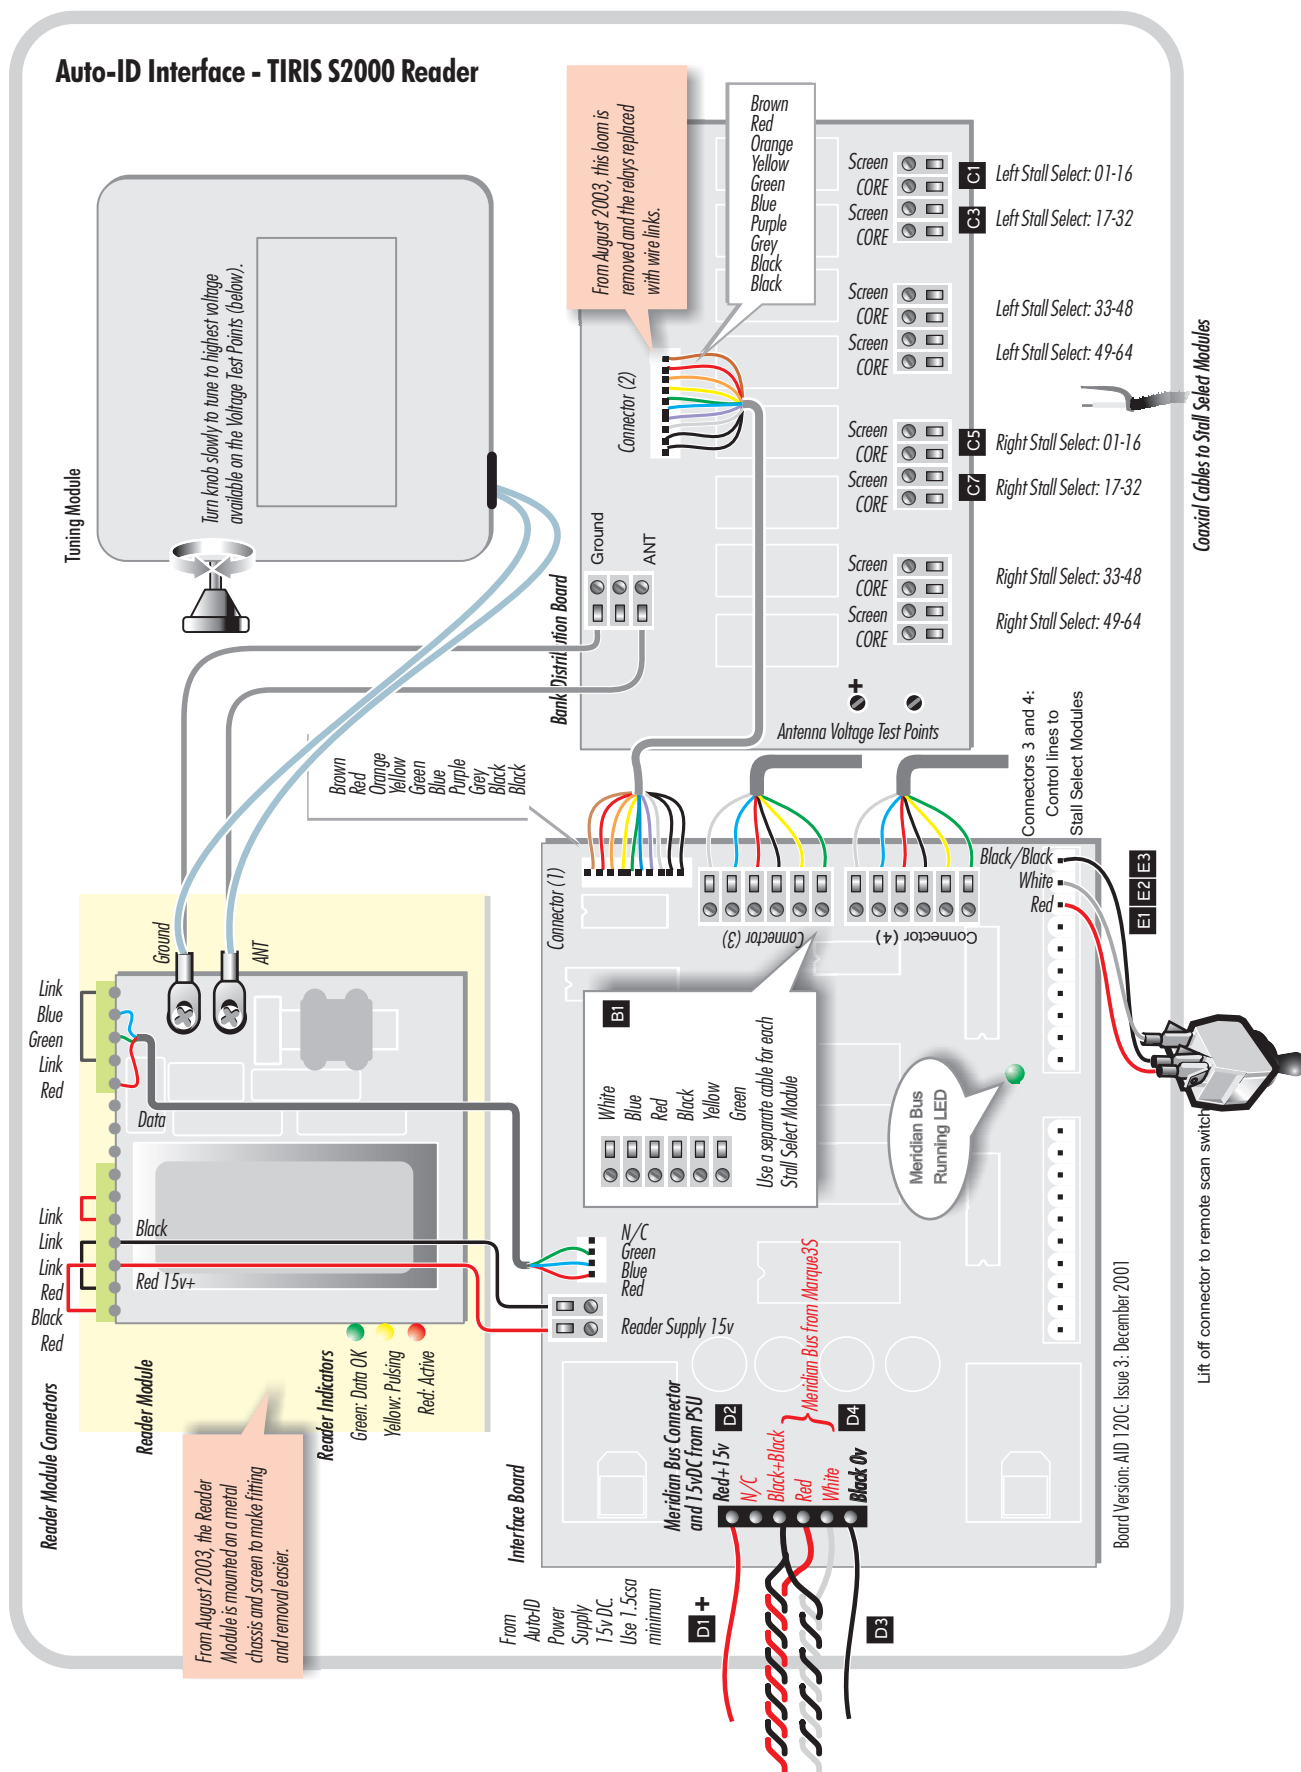 Auto-ID Interface - TIRIS S2000 Reader
Tuning Module
Turn knob slowly to tune to highest voltage
available on the Voltage Test Points (below).
From August 2003, this loom is
removed and the relays replaced
with wire links.
Brown
Red
Orange
Yellow
Green
Blue
Purple
Grey
Black
Black
Connector (2)
Bank Distribution Board
Ground
ANT
Screen
CORE
Screen
CORE
C1
C3
Left Stall Select: 01-16
Left Stall Select: 17-32
Screen
CORE
Screen
CORE
Left Stall Select: 33-48
Left Stall Select: 49-64
Screen
CORE
Screen
CORE
C5
C7
Right Stall Select: 01-16
Right Stall Select: 17-32
Screen
CORE
Screen
CORE
Right Stall Select: 33-48
Right Stall Select: 49-64
Coaxial Cables to Stall Select Modules
+
Antenna Voltage Test Points
Brown
Red
Orange
Yellow
Green
Blue
Purple
Grey
Black
Black
Connector (1)
Connector (3)
Connector (4)
Connectors 3 and 4:
Control lines to
Stall Select Modules
Black/Black
White
Red
E1 E2 E3
Lift off connector to remote scan switch
Ground
ANT
Link
Blue
Green
Link
Red
Data
Link
Link
Link
Red
Black
Red
Black
Red 15v+
Reader Module Connectors
Reader Module
Reader Indicators
Green: Data OK
Yellow: Pulsing
Red: Active
From August 2003, the Reader
Module is mounted on a metal
chassis and screen to make fitting
and removal easier.
B1
White
Blue
Red
Black
Yellow
Green
Use a separate cable for each
Stall Select Module
Meridian Bus
Running LED
N/C
Green
Blue
Red
Reader Supply 15v
Interface Board
Meridian Bus Connector
and 15vDC from PSU
Red+15v
N/C
Black+Black
Red
White
Black 0v
D2
D4
Meridian Bus from Marque3S
From
Auto-ID
Power
Supply
15v DC.
Use 1.5csa
minimum
D1 +
D3
Board Version: AID 120C Issue 3: December 2001